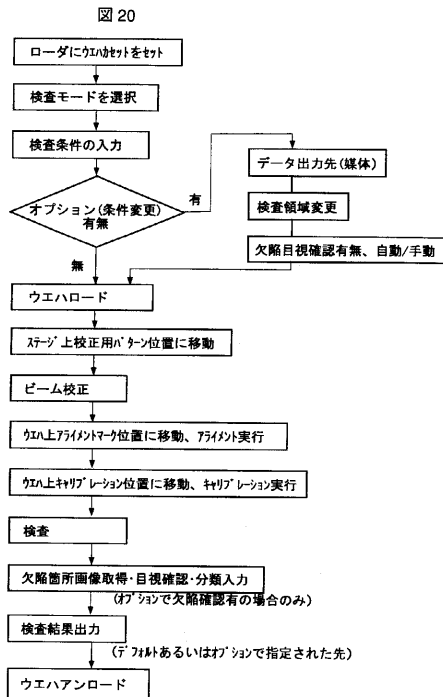 図 20
ローダにウエハカセットをセット
検査モードを選択
検査条件の入力
オプション(条件変更)
有無
有
無
データ出力先(媒体)
検査領域変更
欠陥目視確認有無、自動/手動
ウエハロード
ステージ上校正用パターン位置に移動
ビーム校正
ウエハ上アライメントマーク位置に移動、アライメント実行
ウエハ上キャリブレーション位置に移動、キャリブレーション実行
検査
欠陥箇所画像取得・目視確認・分類入力
(オプションで欠陥確認有の場合のみ)
検査結果出力
(デフォルトあるいはオプションで指定された先)
ウエハアンロード